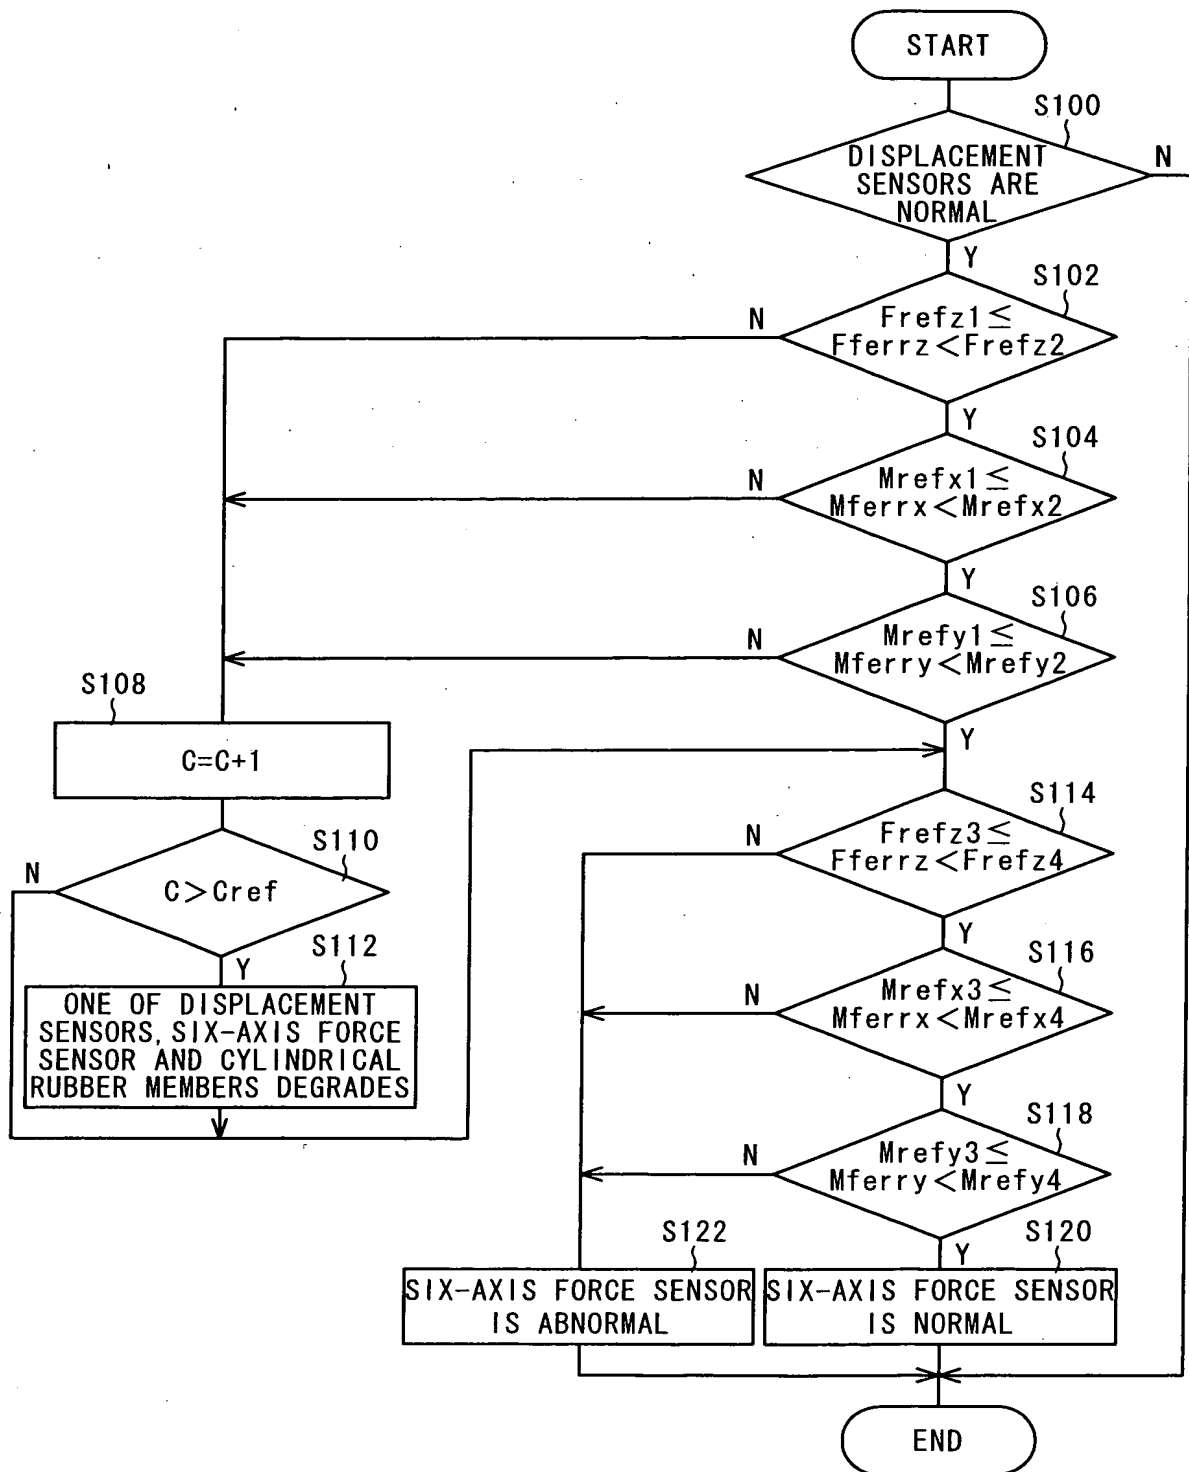 START
S100
DISPLACEMENT
SENSORS ARE
NORMAL
N
Y
S102
Frefz1≦
Fferrz<Frefz2
N
Y
S104
Mrefx1≦
Mferrx<Mrefx2
N
Y
S106
Mrefy1≦
Mferry<Mrefy2
N
Y
S108
C=C+1
S110
C>Cref
N
Y
S112
ONE OF DISPLACEMENT
SENSORS, SIX-AXIS FORCE
SENSOR AND CYLINDRICAL
RUBBER MEMBERS DEGRADES
S114
Frefz3≦
Fferrz<Frefz4
N
Y
S116
Mrefx3≦
Mferrx<Mrefx4
N
Y
S118
Mrefy3≦
Mferry<Mrefy4
N
Y
S122
SIX-AXIS FORCE SENSOR
IS ABNORMAL
S120
SIX-AXIS FORCE SENSOR
IS NORMAL
END